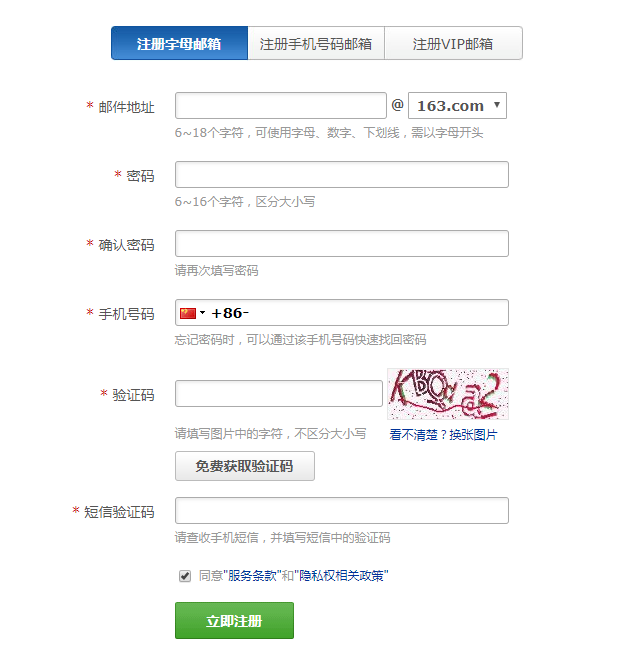 注册字母邮箱 注册手机号码邮箱 注册VIP邮箱
* 邮件地址 @ 163.com
6~18个字符，可使用字母、数字、下划线，需以字母开头
* 密码
6~16个字符，区分大小写
* 确认密码
请再次填写密码
* 手机号码 +86-
忘记密码时，可以通过该手机号码快速找回密码
* 验证码
请填写图片中的字符，不区分大小写 看不清楚？换张图片
免费获取验证码
* 短信验证码
请查收手机短信，并填写短信中的验证码
同意"服务条款"和"隐私权相关政策"
立即注册